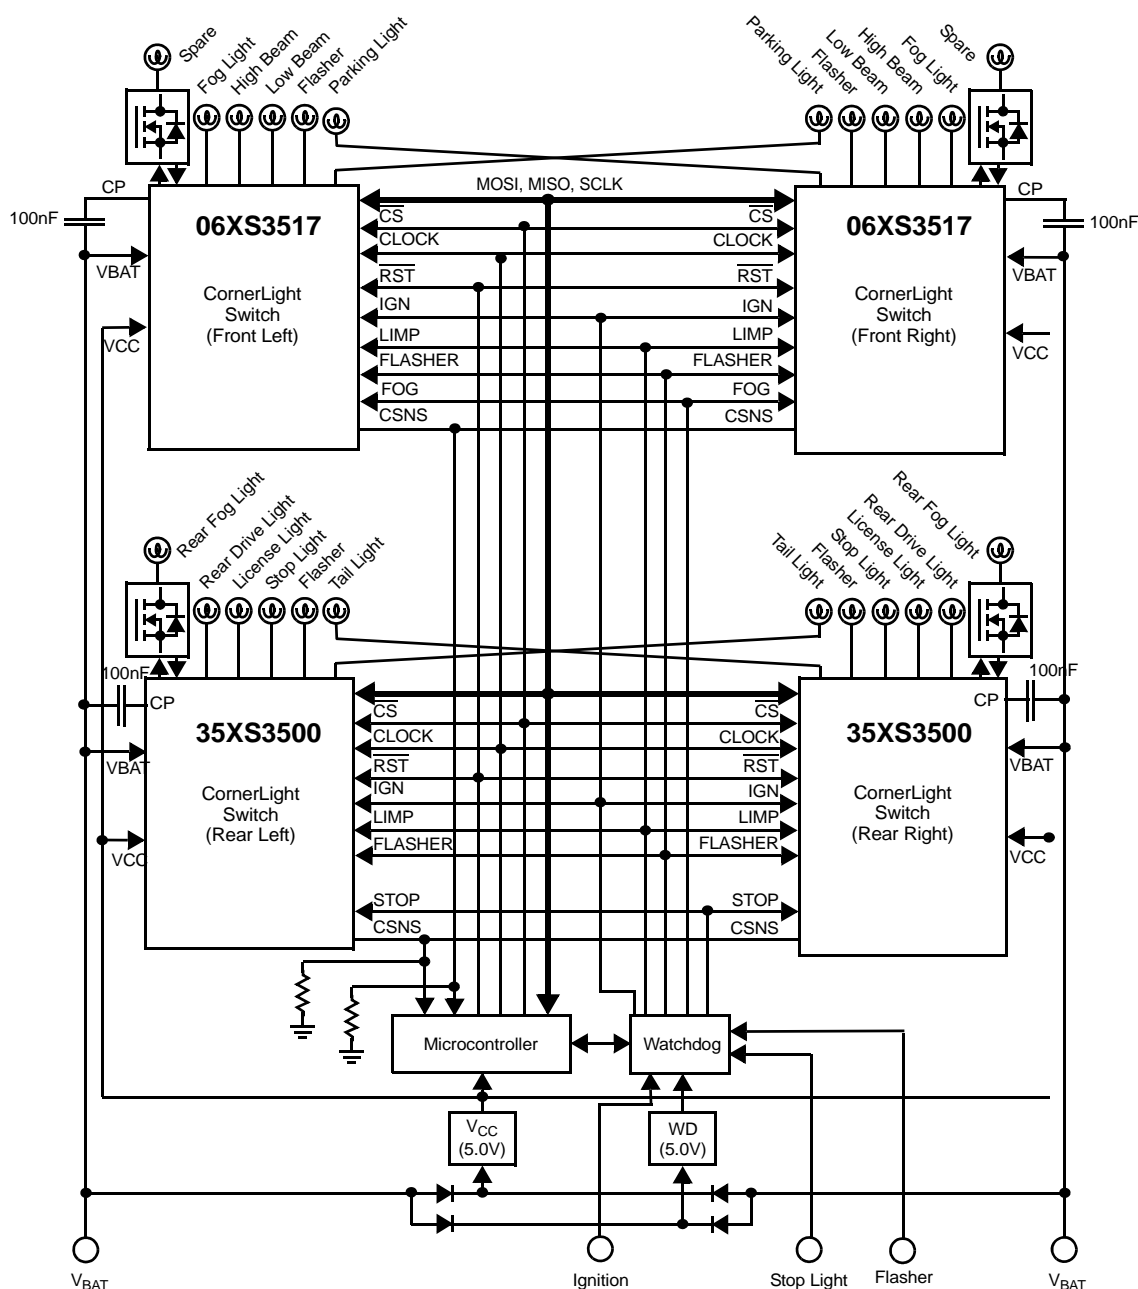 Spare
Fog Light
High Beam
Low Beam
Flasher
Parking Light
Parking Light
Flasher
Low Beam
High Beam
Fog Light
Spare
CP
100nF
VBAT
VCC
06XS3517
CornerLight
Switch
(Front Left)
MOSI, MISO, SCLK
CS
CS
CLOCK
CLOCK
RST
RST
IGN
IGN
LIMP
LIMP
FLASHER
FLASHER
FOG
FOG
CSNS
CSNS
06XS3517
CornerLight
Switch
(Front Right)
CP
100nF
VBAT
VCC
Rear Fog Light
Rear Drive Light
License Light
Stop Light
Flasher
Tail Light
Tail Light
Flasher
Stop Light
License Light
Rear Drive Light
Rear Fog Light
100nF
CP
VBAT
VCC
35XS3500
CornerLight
Switch
(Rear Left)
CS
CS
CLOCK
CLOCK
RST
RST
IGN
IGN
LIMP
LIMP
FLASHER
FLASHER
STOP
STOP
CSNS
CSNS
35XS3500
CornerLight
Switch
(Rear Right)
100nF
CP
VBAT
VCC
Microcontroller
Watchdog
VCC
(5.0V)
WD
(5.0V)
VBAT
Ignition
Stop Light
Flasher
VBAT